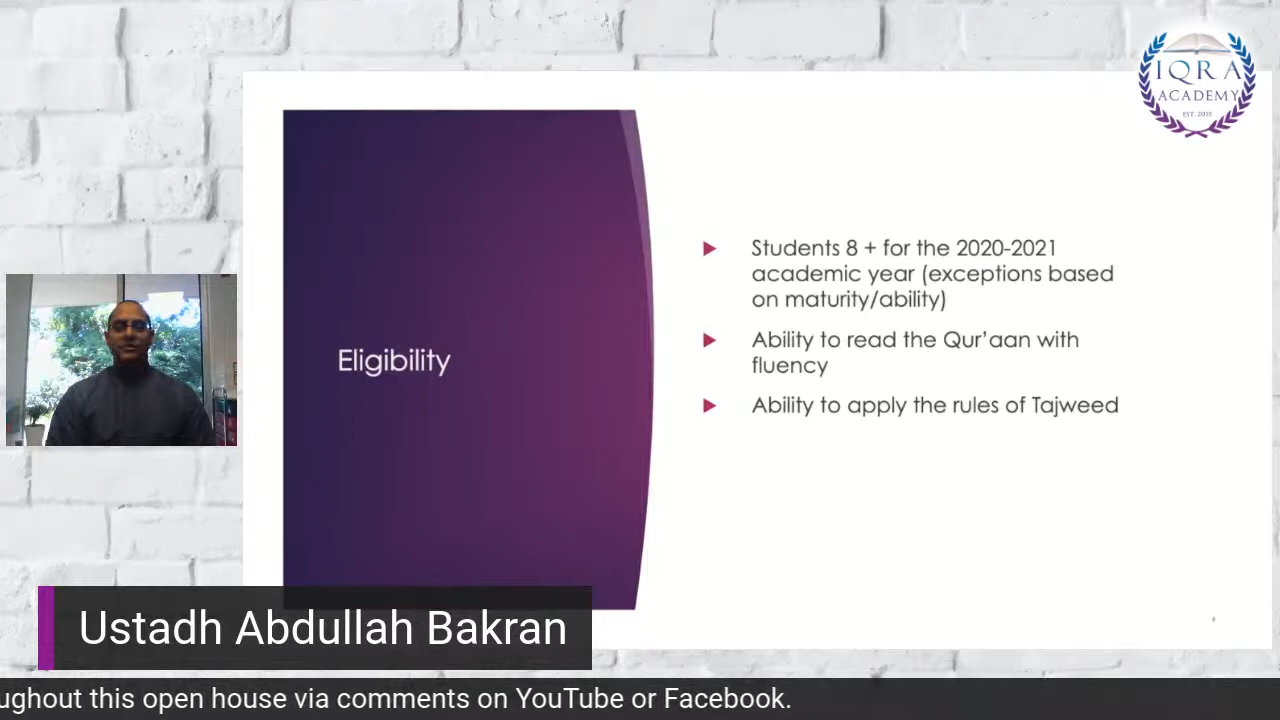 IQRA
ACADEMY
EST. 2011
Students 8 + for the 2020-2021
academic year (exceptions based
on maturity/ability)
Ability to read the Qur’aan with
fluency
Ability to apply the rules of Tajweed
Eligibility
Ustadh Abdullah Bakran
ughout this open house via comments on YouTube or Facebook.